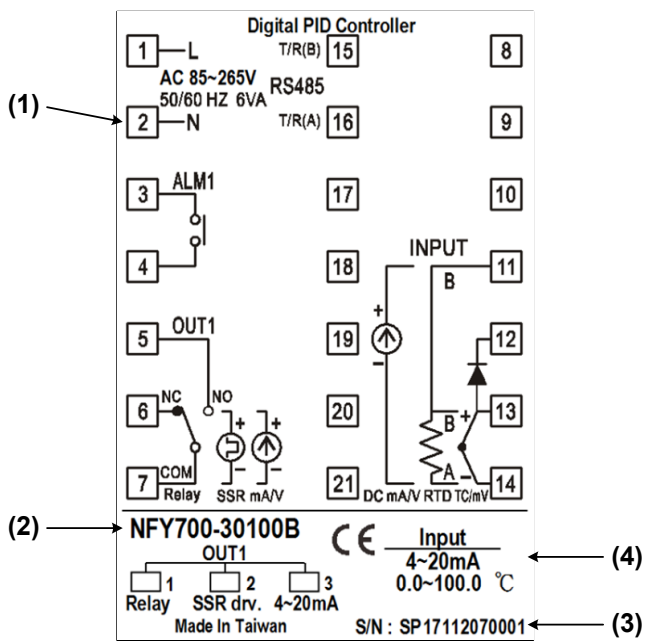 Digital PID Controller
1 L T/R(B) 15 8
AC 85~265V
50/60 HZ 6VA RS485
(1) 2 N T/R(A) 16 9
3 ALM1 17 10
4 18 INPUT 11
B
5 OUT1 19 + - 12
6 NC NO + + 20 B + 13
7 COM - - 21 A - 14
Relay SSR mA/V DC mA/V RTD TC/mV
(2) NFY700-30100B CE Input
OUT1 4~20mA (4)
1 2 3 0.0~100.0 ℃
Relay SSR drv. 4~20mA
Made In Taiwan S/N : SP17112070001 (3)